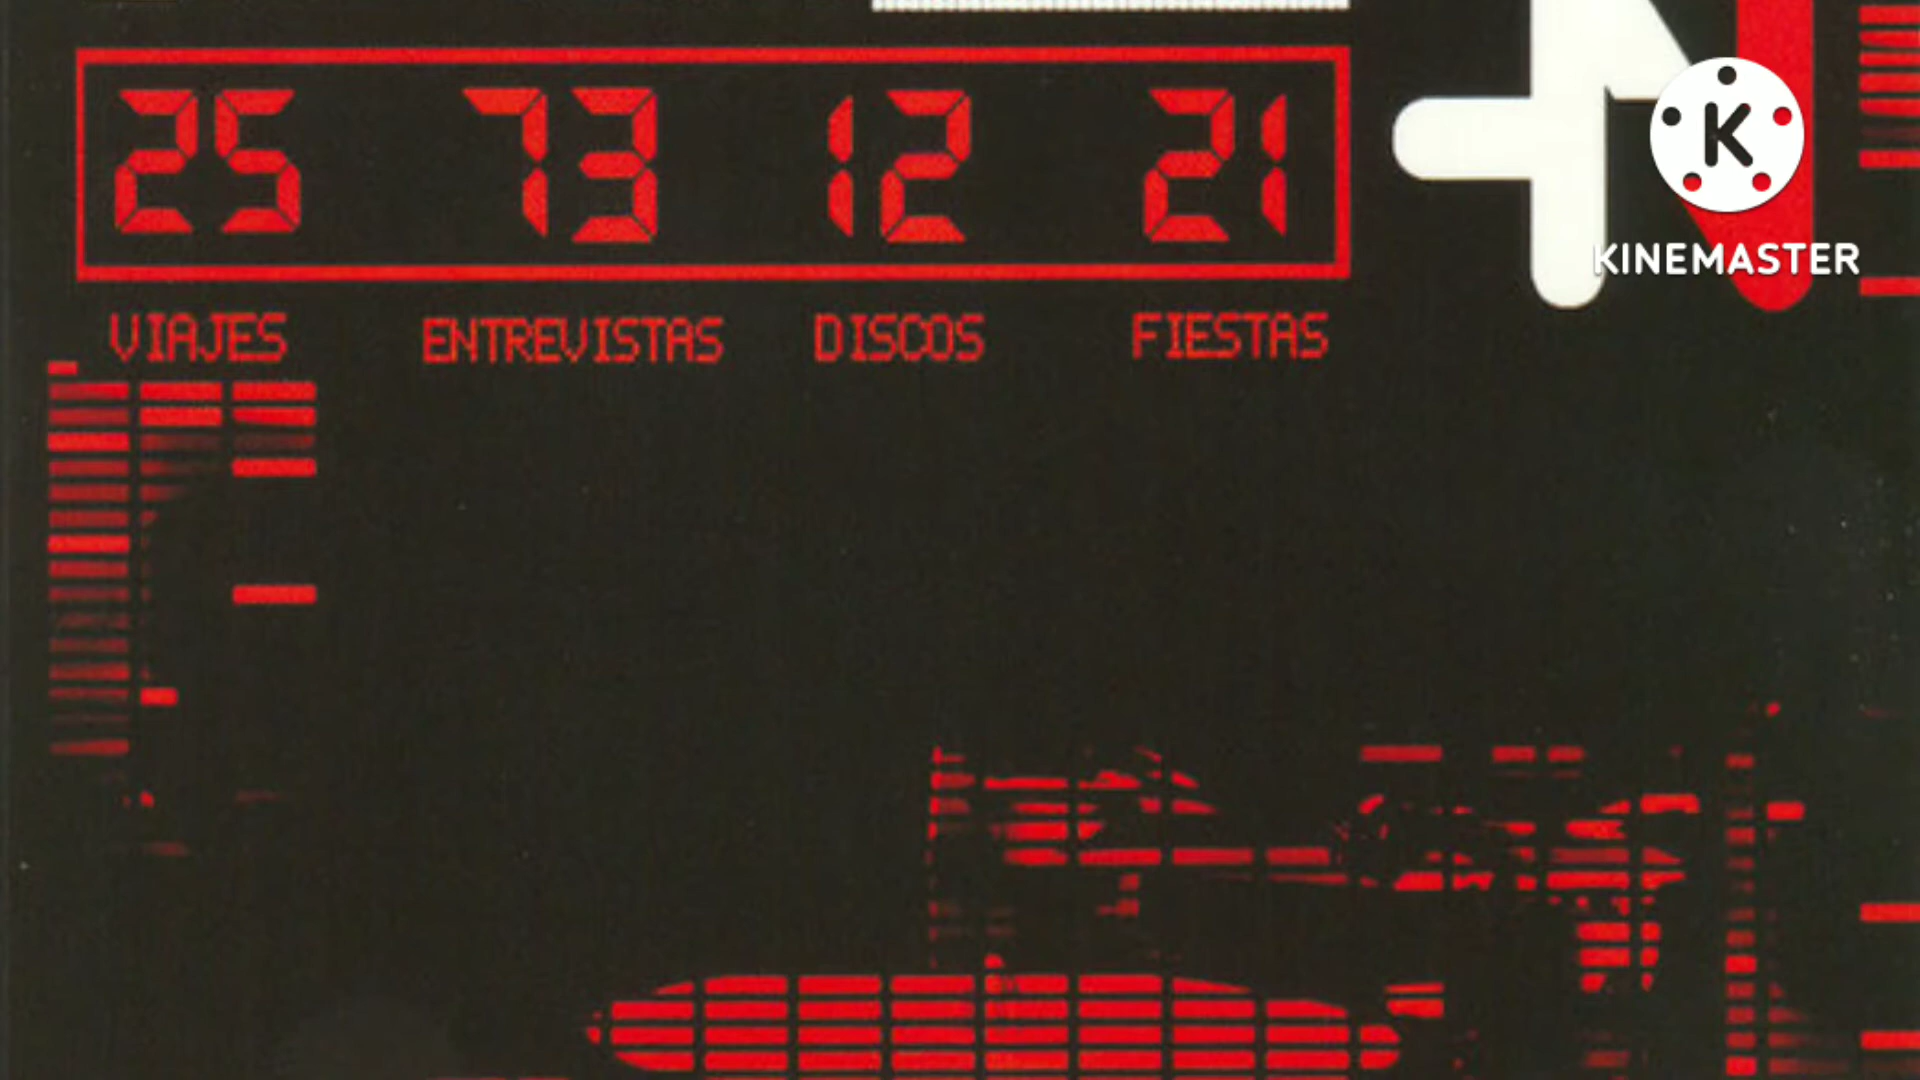 25 73 12 21
VIAJES ENTREVISTAS DISCOS FIESTAS
N
K
KINEMASTER